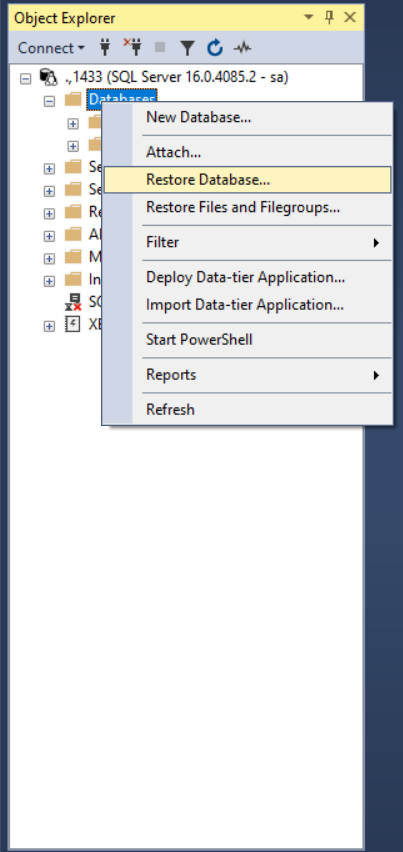 Object Explorer
Connect
.,1433 (SQL Server 16.0.4085.2 - sa)
Databases
New Database...
Attach...
Restore Database...
Restore Files and Filegroups...
Filter
Deploy Data-tier Application...
Import Data-tier Application...
Start PowerShell
Reports
Refresh
Se
Se
Re
In
XE